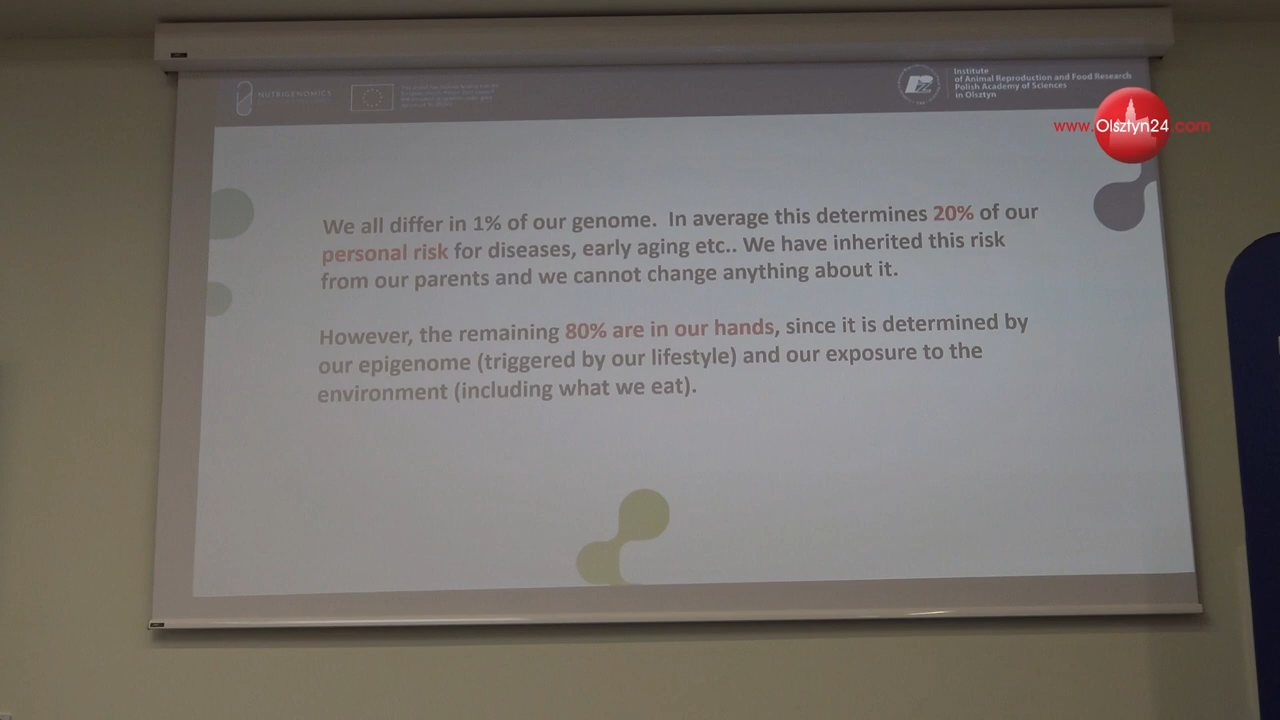 NUTRIGENOMICS
Institute
of Animal Reproduction and Food Research
Polish Academy of Sciences
in Olsztyn
www.Olsztyn24.com
We all differ in 1% of our genome. In average this determines 20% of our
personal risk for diseases, early aging etc.. We have inherited this risk
from our parents and we cannot change anything about it.
However, the remaining 80% are in our hands, since it is determined by
our epigenome (triggered by our lifestyle) and our exposure to the
environment (including what we eat).